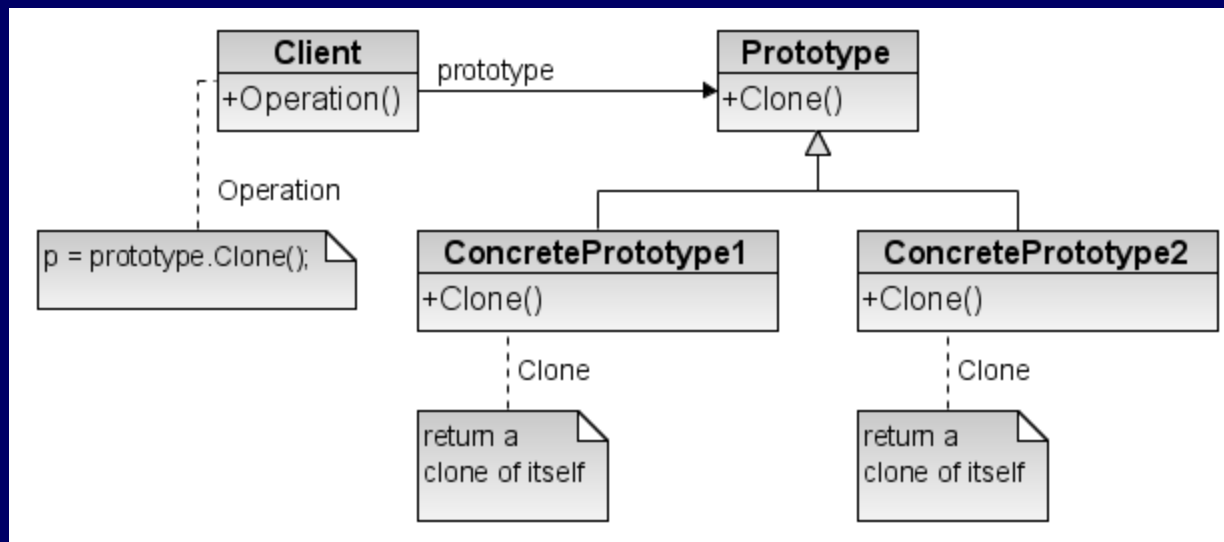 Client
+Operation()
prototype
Prototype
+Clone()
Operation
p = prototype.Clone();
ConcretePrototype1
+Clone()
ConcretePrototype2
+Clone()
Clone
return a
clone of itself
Clone
return a
clone of itself